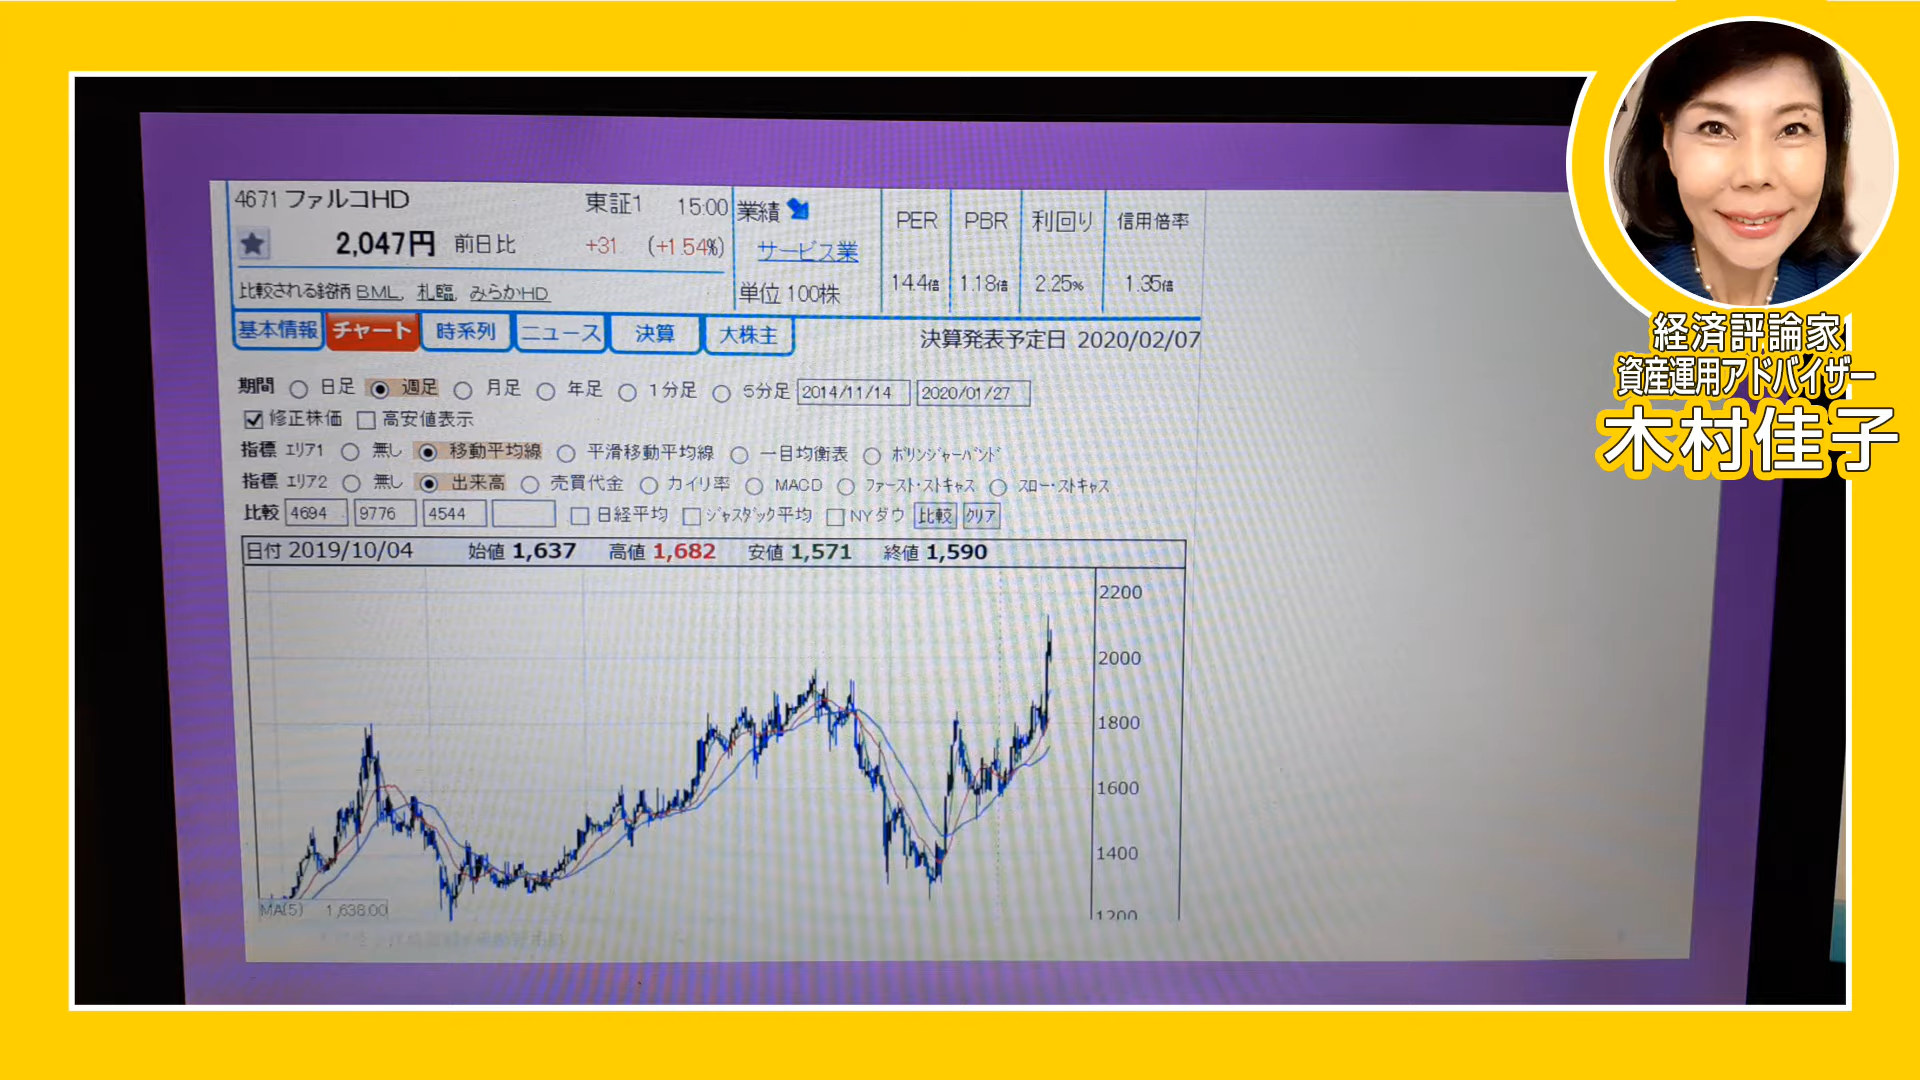 4671 ファルコHD 東証1 15:00
2,047円 前日比 +31 (+1.54%)
比較される銘柄 BML, 札臨, みらかHD
業績
サービス業
単位 100株
PER PBR 利回り 信用倍率
14.4倍 1.18倍 2.25% 1.35倍
基本情報 チャート 時系列 ニュース 決算 大株主
決算発表予定日 2020/02/07
期間 日足 週足 月足 年足 1分足 5分足 2014/11/14 2020/01/27
修正株価 高安値表示
指標 エリア1 無し 移動平均線 平滑移動平均線 一目均衡表 ボリンジャーバンド
指標 エリア2 無し 出来高 売買代金 カイリ率 MACD ファースト・ストキャス スロー・ストキャス
比較 4694 9776 4544 日経平均 ジャスダック平均 NYダウ 比較 クリア
日付 2019/10/04 始値 1,637 高値 1,682 安値 1,571 終値 1,590
2200
2000
1800
1600
1400
1200
MA(5) 1,638.00
経済評論家
資産運用アドバイザー
木村佳子